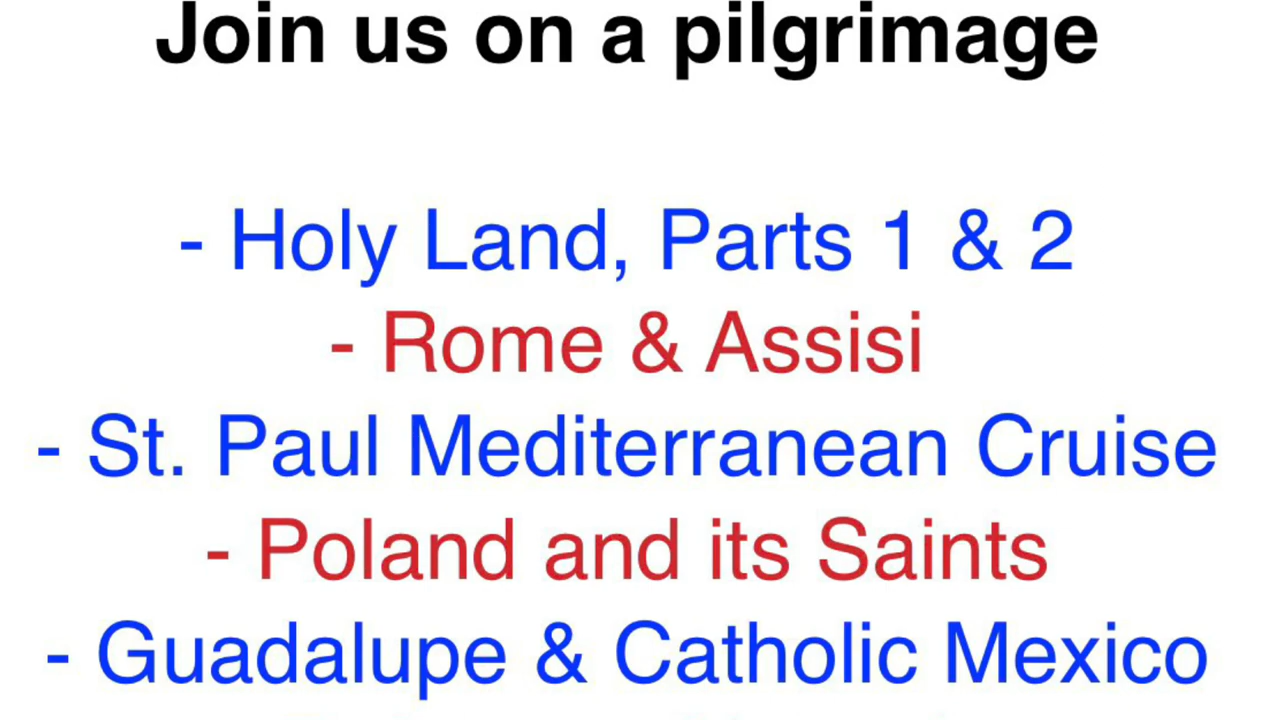 Join us on a pilgrimage
- Holy Land, Parts 1 & 2
- Rome & Assisi
- St. Paul Mediterranean Cruise
- Poland and its Saints
- Guadalupe & Catholic Mexico